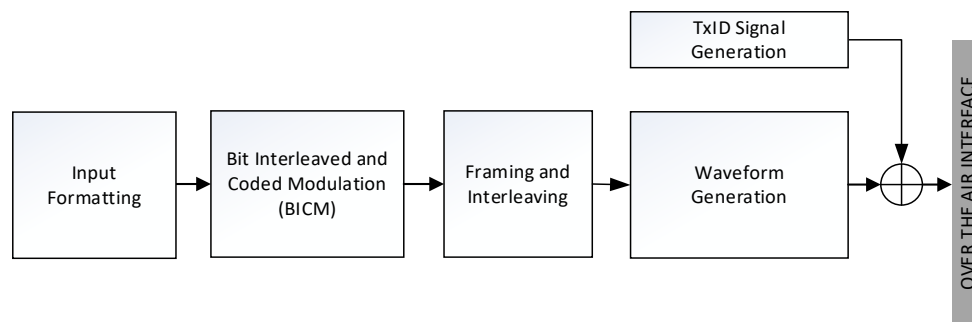 TxID Signal
Generation
Input
Formatting
Bit Interleaved and
Coded Modulation
(BICM)
Framing and
Interleaving
Waveform
Generation
OVER THE AIR INTERFACE